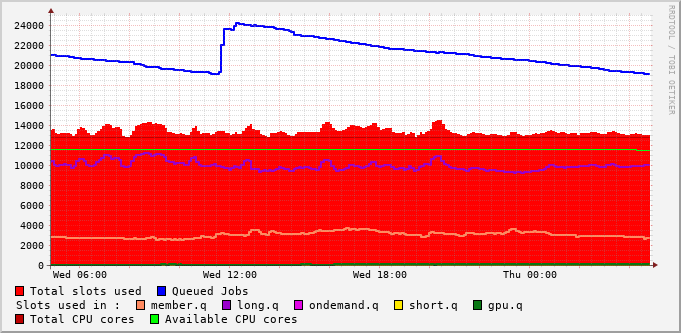 RRDTOOL / TOBI OETIKER
24000
22000
20000
18000
16000
14000
12000
10000
8000
6000
4000
2000
0
Wed 06:00 Wed 12:00 Wed 18:00 Thu 00:00
Total slots used Queued Jobs
Slots used in : member.q long.q ondemand.q short.q gpu.q
Total CPU cores Available CPU cores